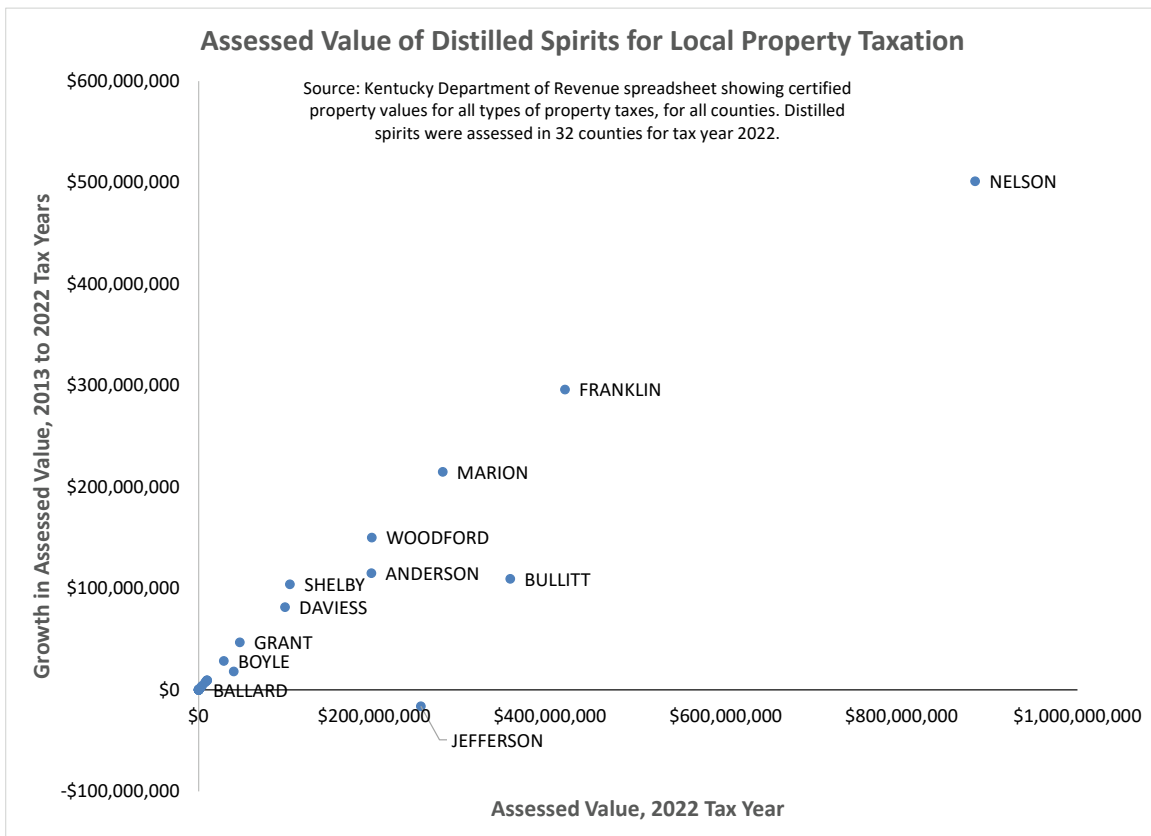 Assessed Value of Distilled Spirits for Local Property Taxation
Source: Kentucky Department of Revenue spreadsheet showing certified
property values for all types of property taxes, for all counties. Distilled
spirits were assessed in 32 counties for tax year 2022.
Growth in Assessed Value, 2013 to 2022 Tax Years
$600,000,000
$500,000,000
$400,000,000
$300,000,000
$200,000,000
$100,000,000
$0
-$100,000,000
NELSON
FRANKLIN
MARION
WOODFORD
ANDERSON
BULLITT
SHELBY
DAVIESS
GRANT
BOYLE
BALLARD
JEFFERSON
$0
$200,000,000
$400,000,000
$600,000,000
$800,000,000
$1,000,000,000
Assessed Value, 2022 Tax Year